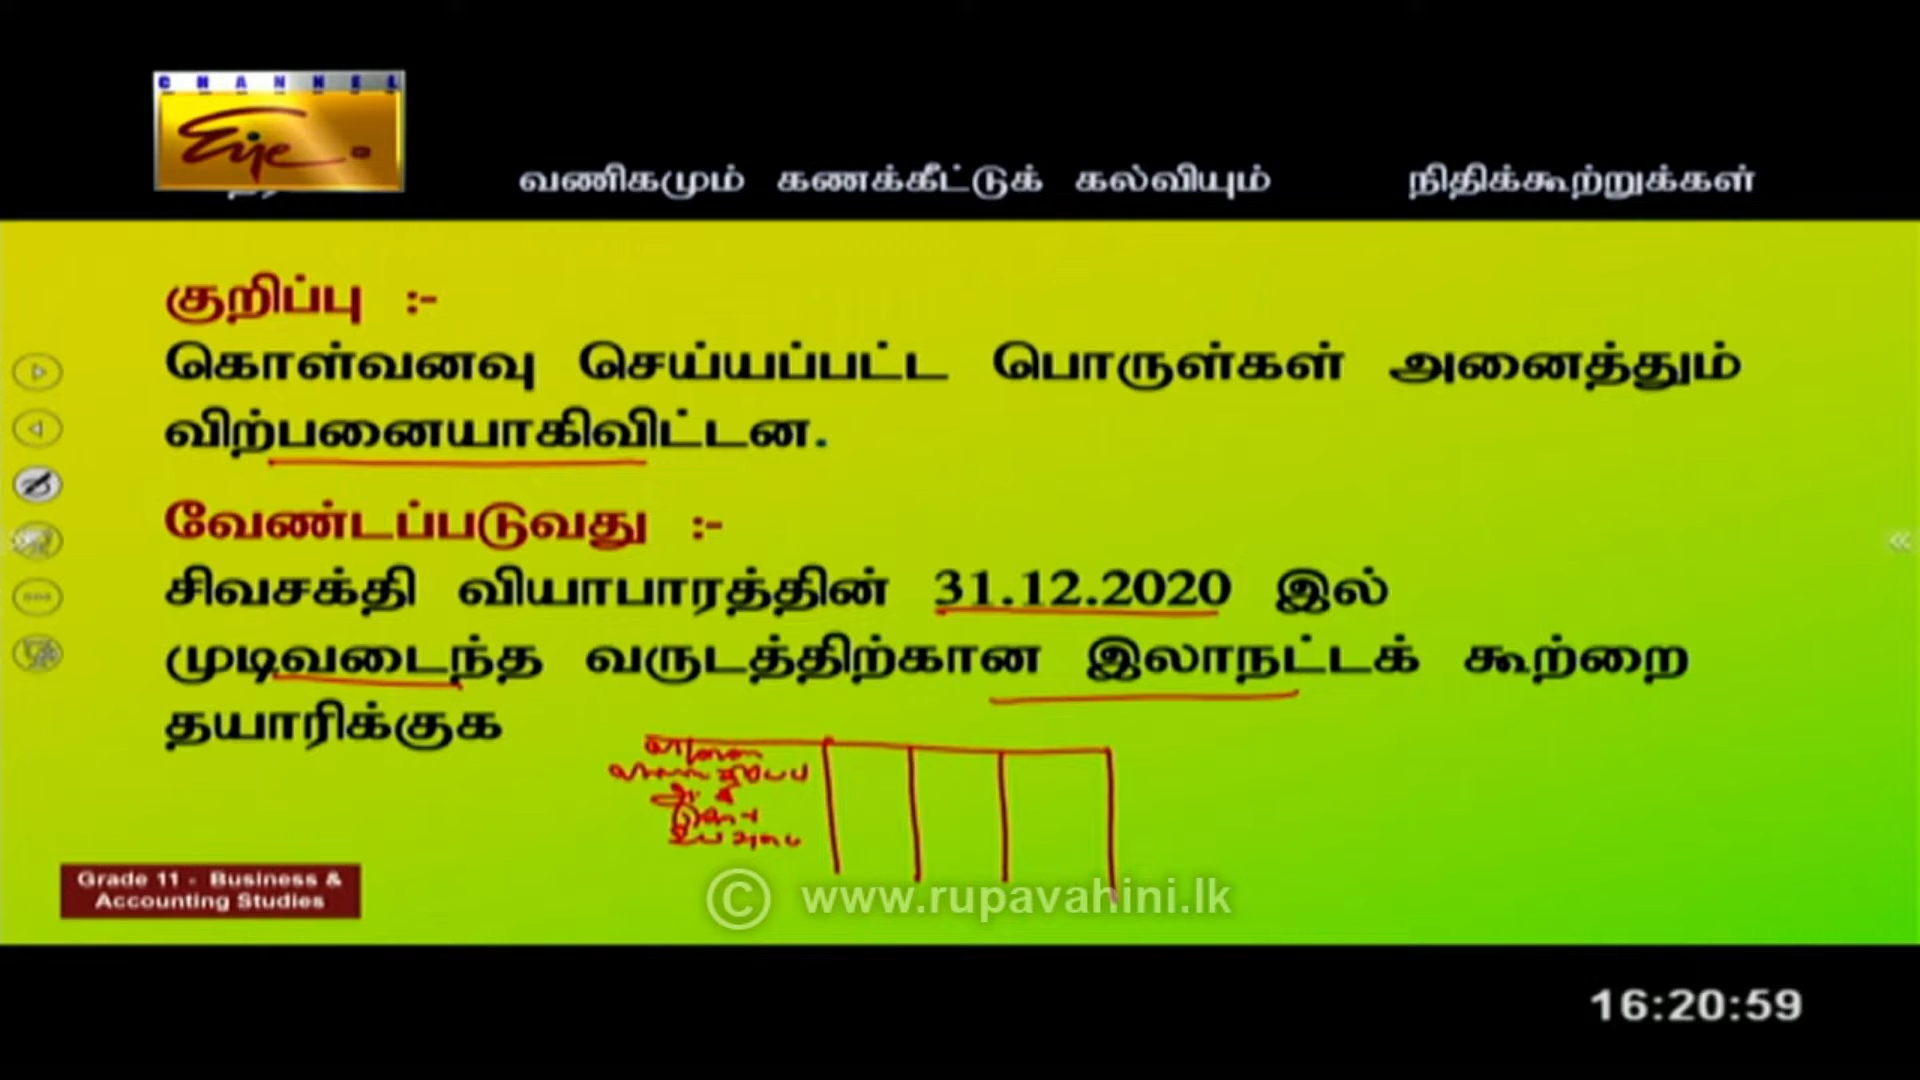 CHANNEL
Eye
வணிகமும் கணக்கீட்டுக் கல்வியும்
நிதிக்கூற்றுக்கள்
குறிப்பு :-
கொள்வனவு செய்யப்பட்ட பொருள்கள் அனைத்தும்
விற்பனையாகிவிட்டன.
வேண்டப்படுவது :-
சிவசக்தி வியாபாரத்தின் 31.12.2020 இல்
முடிவடைந்த வருடத்திற்கான இலாநட்டக் கூற்றை
தயாரிக்குக
Grade 11 - Business &
Accounting Studies
© www.rupavahini.lk
16:20:59